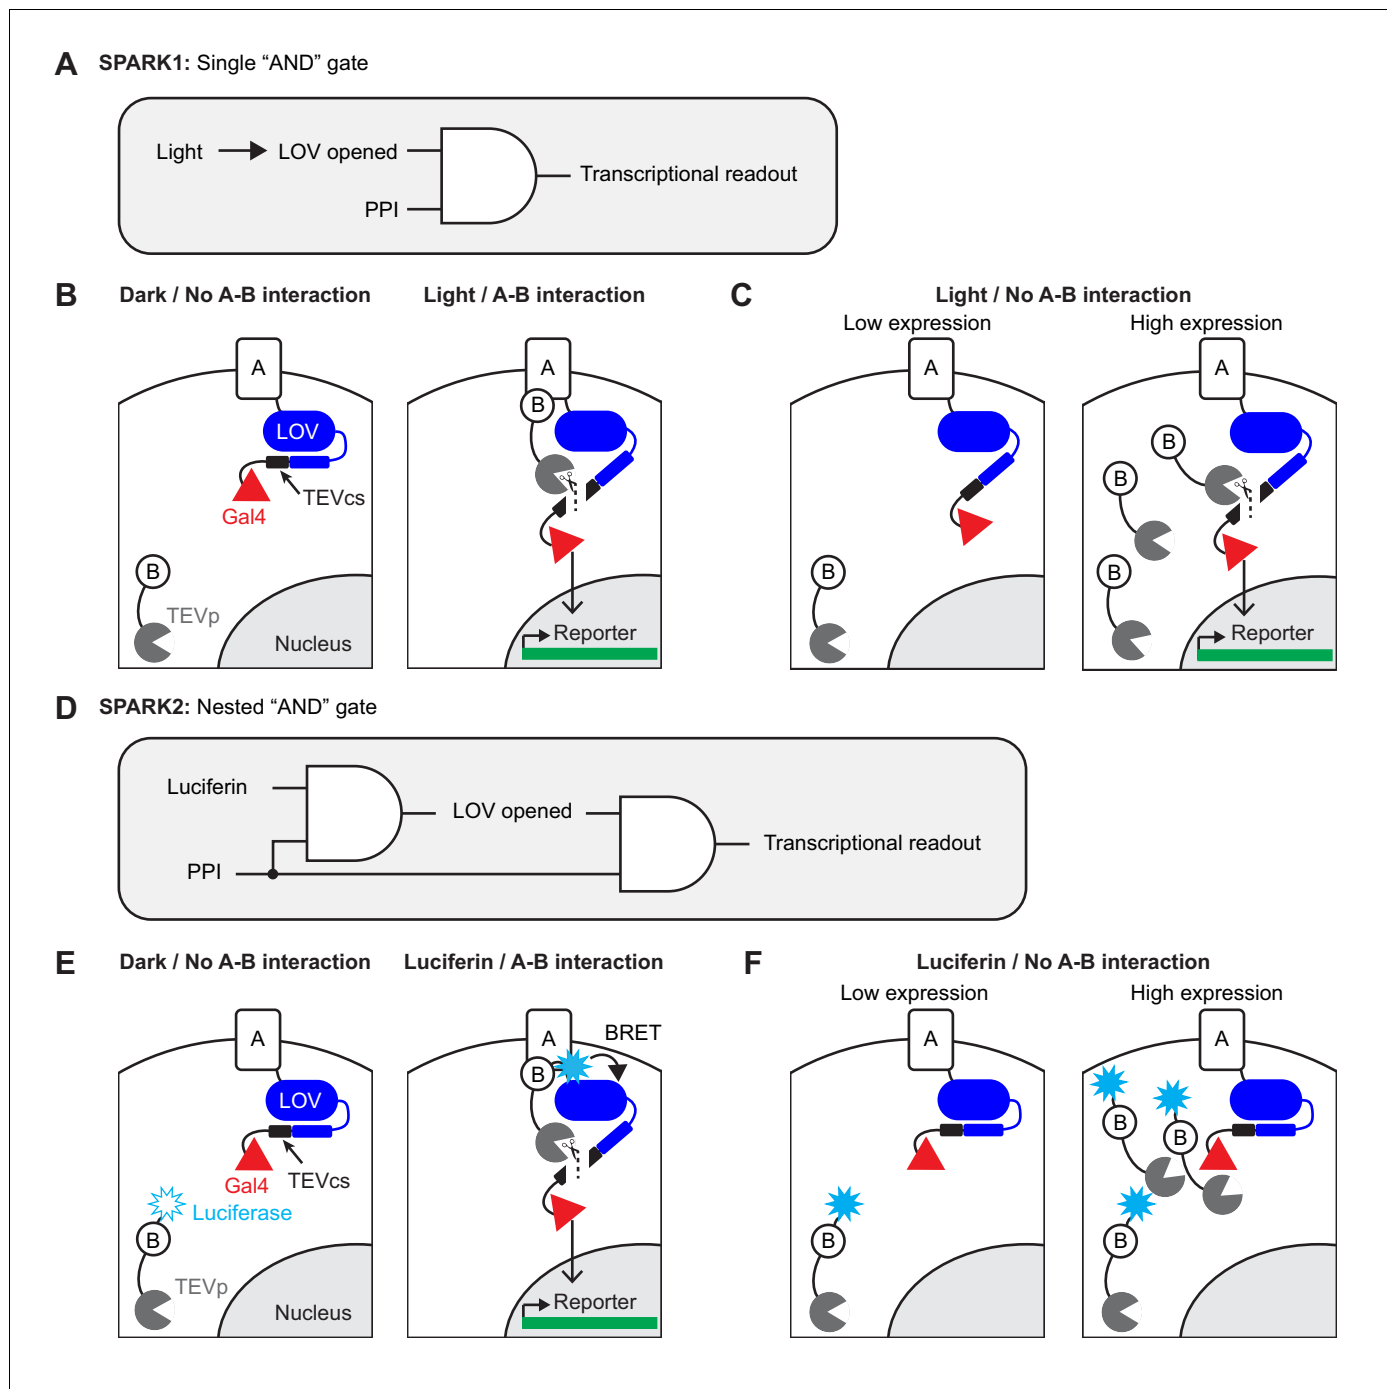 A SPARK1: Single “AND” gate
Light LOV opened
PPI
Transcriptional readout
B Dark / No A-B interaction Light / A-B interaction
A
LOV
TEVcs
Gal4
B
TEVp
Nucleus
A
B
Reporter
C Light / No A-B interaction
Low expression High expression
A
B
A
B
B
B
Reporter
D SPARK2: Nested “AND” gate
Luciferin
LOV opened
PPI
Transcriptional readout
E Dark / No A-B interaction Luciferin / A-B interaction
A
LOV
TEVcs
Gal4
Luciferase
B
TEVp
Nucleus
A BRET
B
Reporter
F Luciferin / No A-B interaction
Low expression High expression
A
B
A
B
B
B